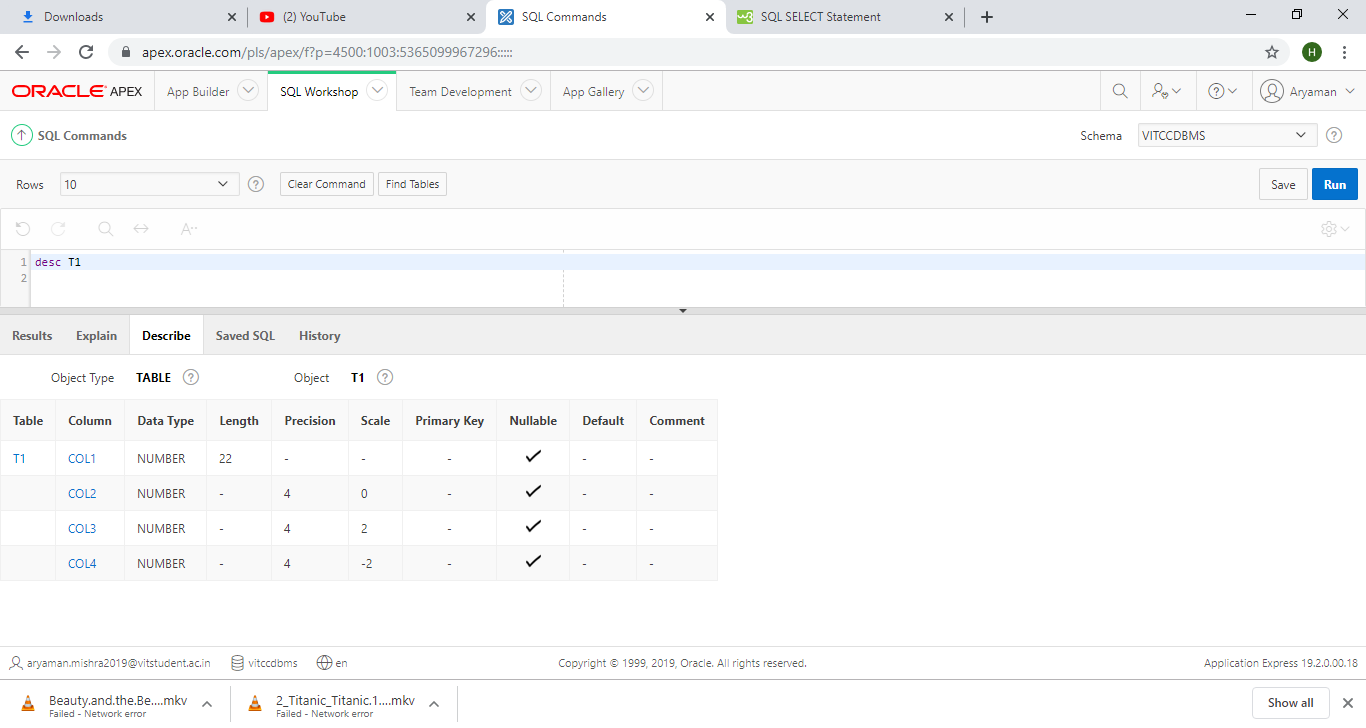 Downloads
(2) YouTube
SQL Commands
SQL SELECT Statement
apex.oracle.com/pls/apex/f?p=4500:1003:5365099967296:::::
H
ORACLE APEX
App Builder
SQL Workshop
Team Development
App Gallery
Aryaman
SQL Commands
Schema
VITCCDBMS
Rows
10
Clear Command
Find Tables
Save
Run
1 desc T1
2
Results Explain Describe Saved SQL History
Object Type TABLE Object T1
Table Column Data Type Length Precision Scale Primary Key Nullable Default Comment
T1 COL1 NUMBER 22 - - - - -
COL2 NUMBER - 4 0 - - -
COL3 NUMBER - 4 2 - - -
COL4 NUMBER - 4 -2 - - -
aryaman.mishra2019@vitstudent.ac.in vitccdbms en
Copyright © 1999, 2019, Oracle. All rights reserved.
Application Express 19.2.0.00.18
Beauty.and.the.Be....mkv
Failed - Network error
2_Titanic_Titanic.1....mkv
Failed - Network error
Show all